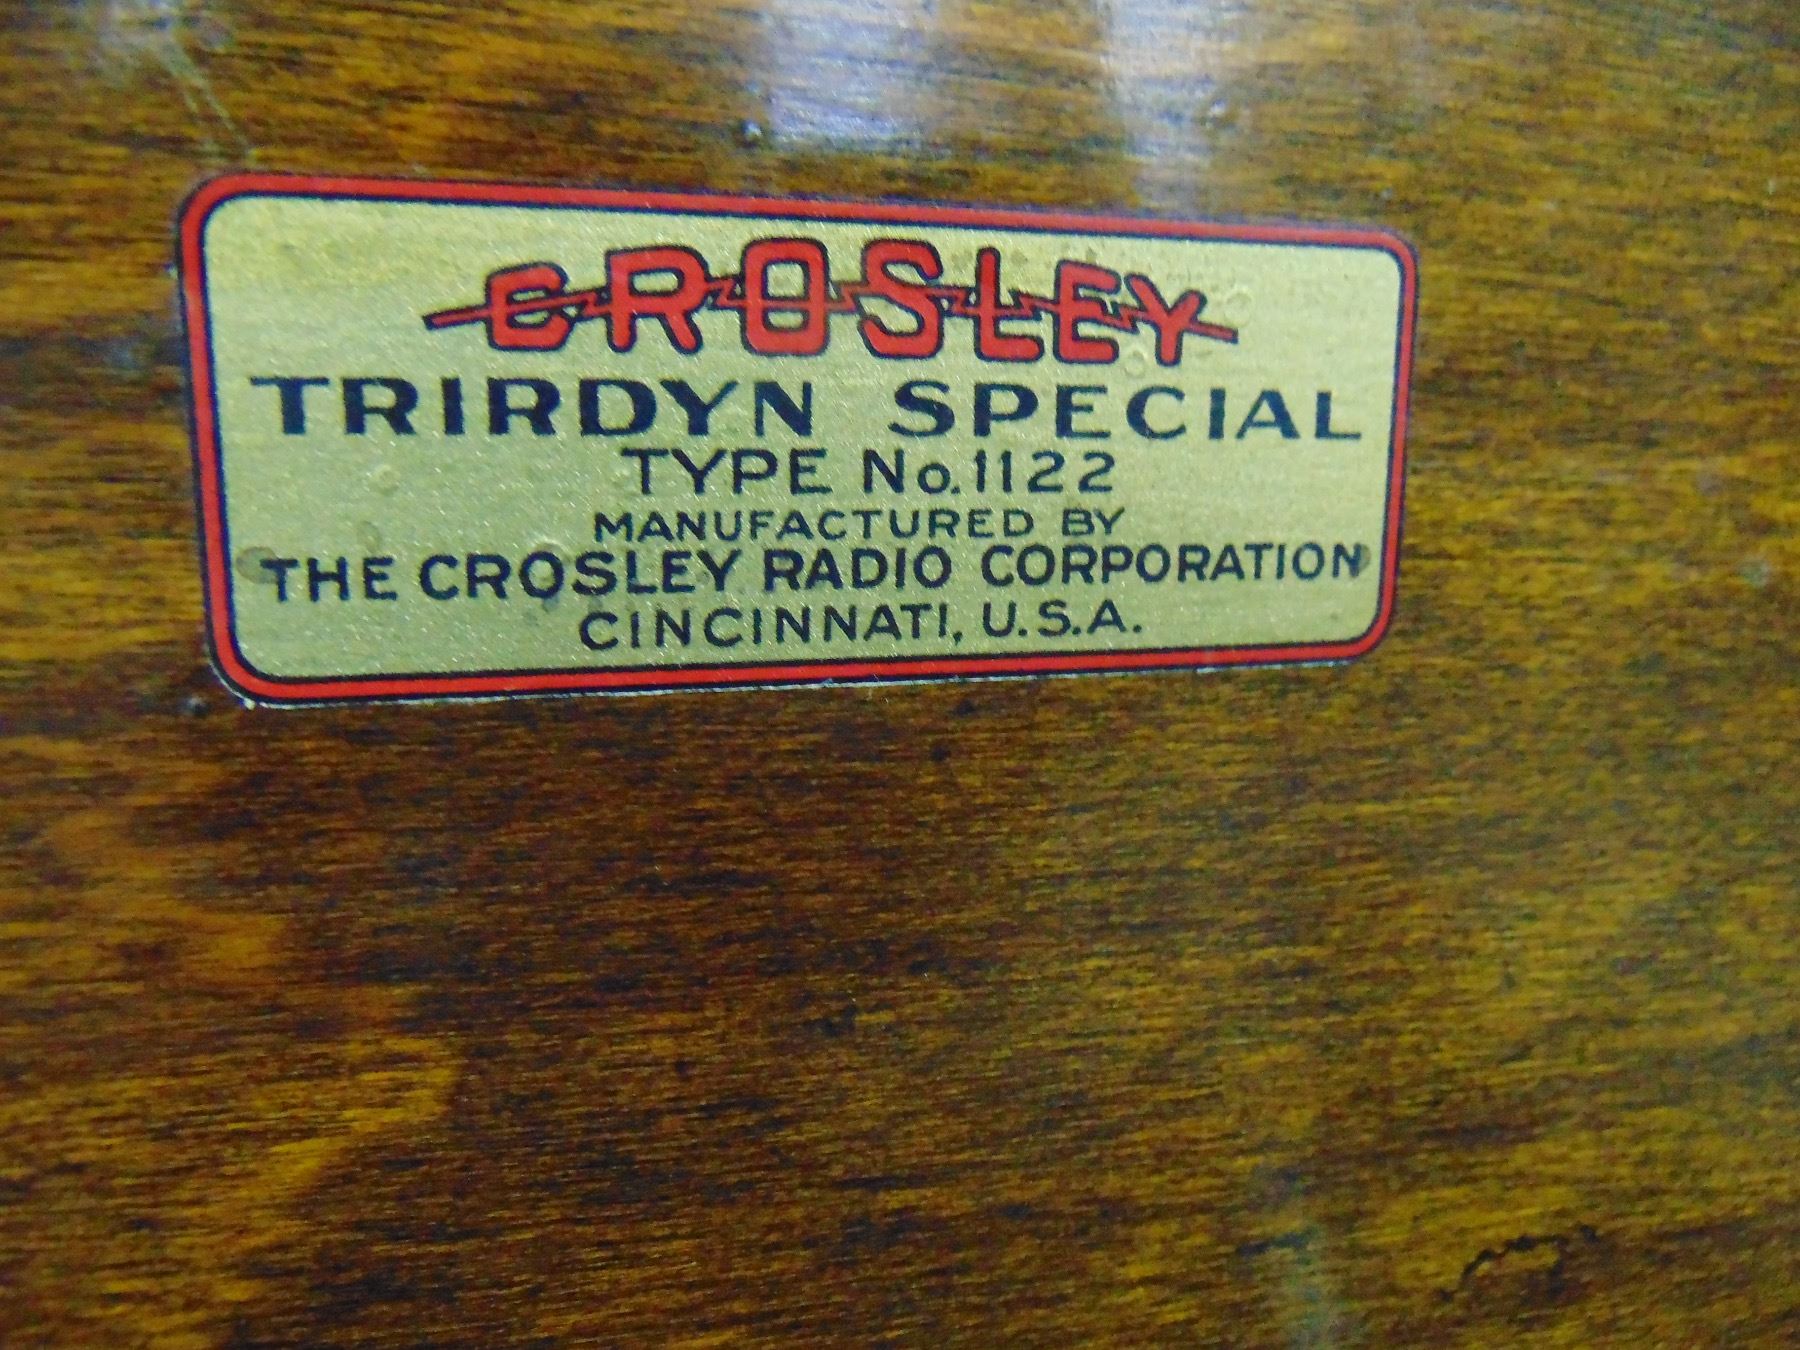 CROSLEY
TRIRDYN SPECIAL
TYPE No. 1122
MANUFACTURED BY
THE CROSLEY RADIO CORPORATION
CINCINNATI, U.S.A.